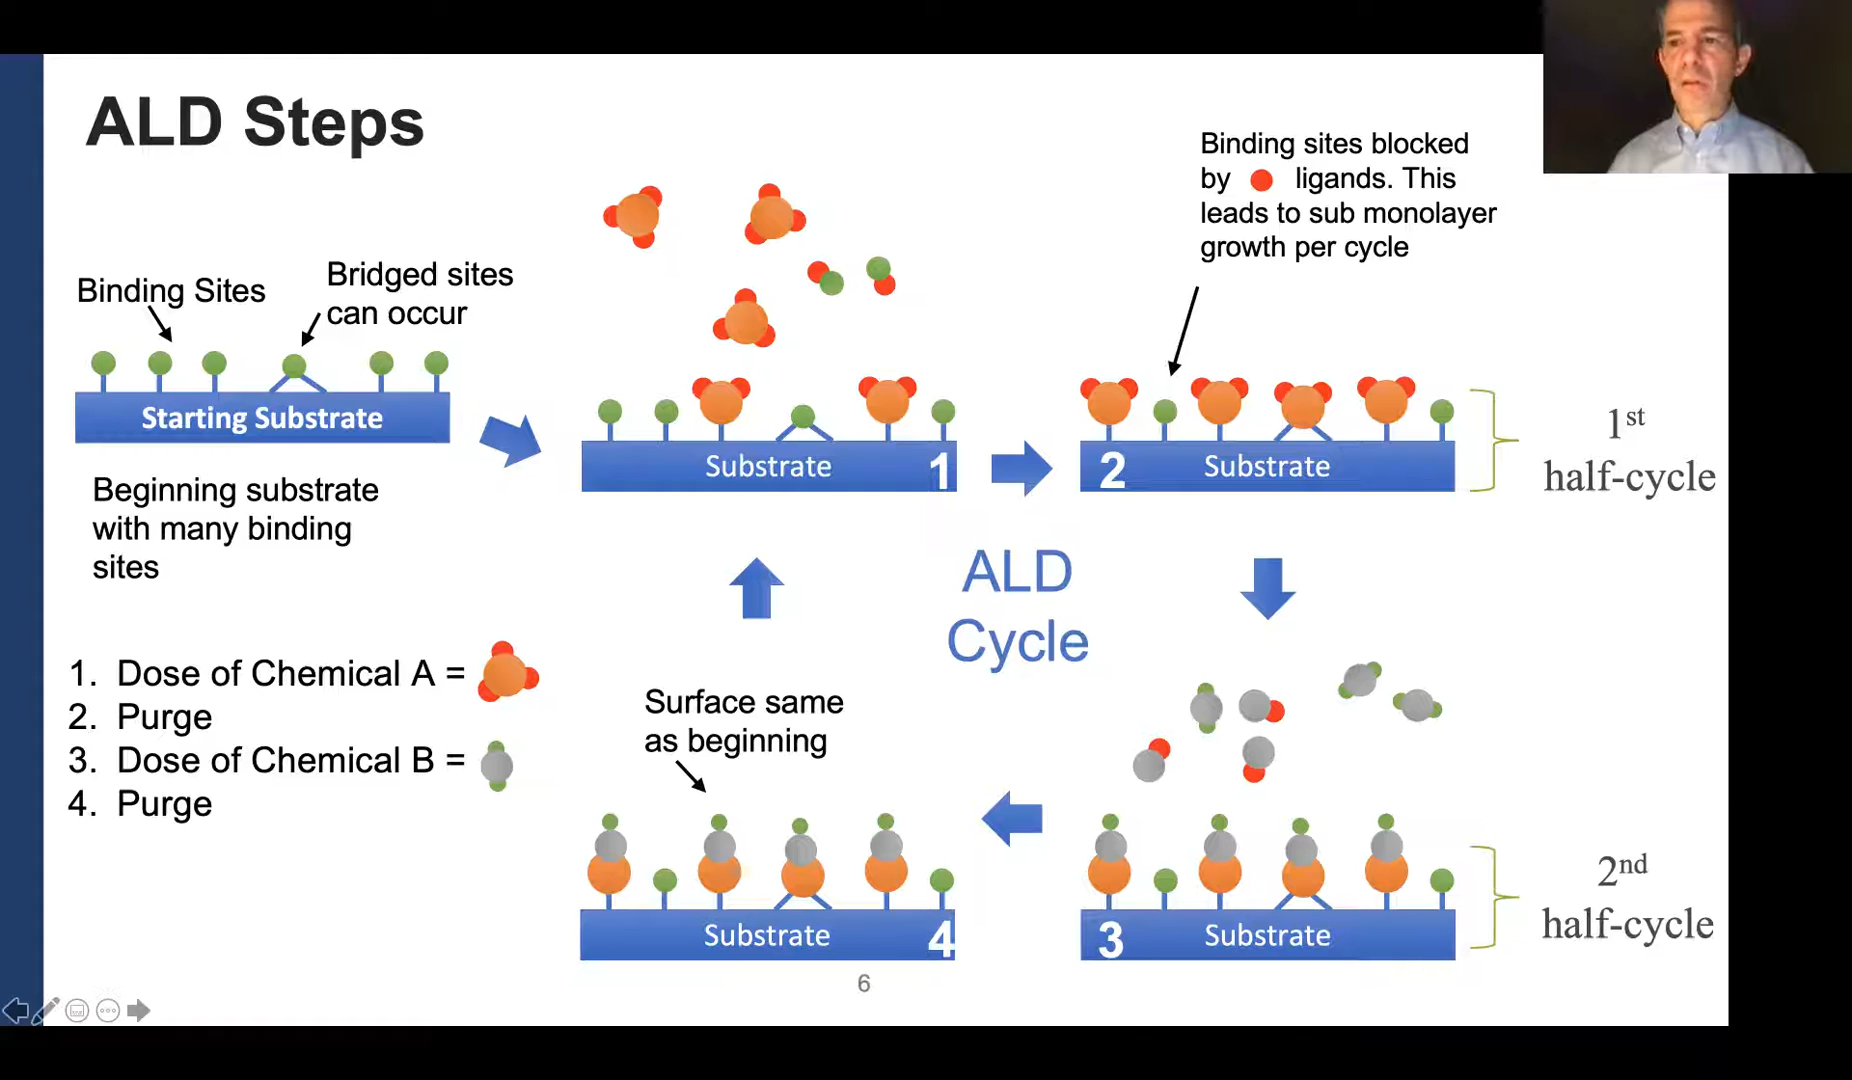 ALD Steps
Binding Sites
Bridged sites
can occur
Starting Substrate
Beginning substrate
with many binding
sites
1. Dose of Chemical A =
2. Purge
3. Dose of Chemical B =
4. Purge
Substrate 1
Binding sites blocked
by ligands. This
leads to sub monolayer
growth per cycle
2 Substrate
1st
half-cycle
ALD
Cycle
Surface same
as beginning
Substrate 4
3 Substrate
2nd
half-cycle
6